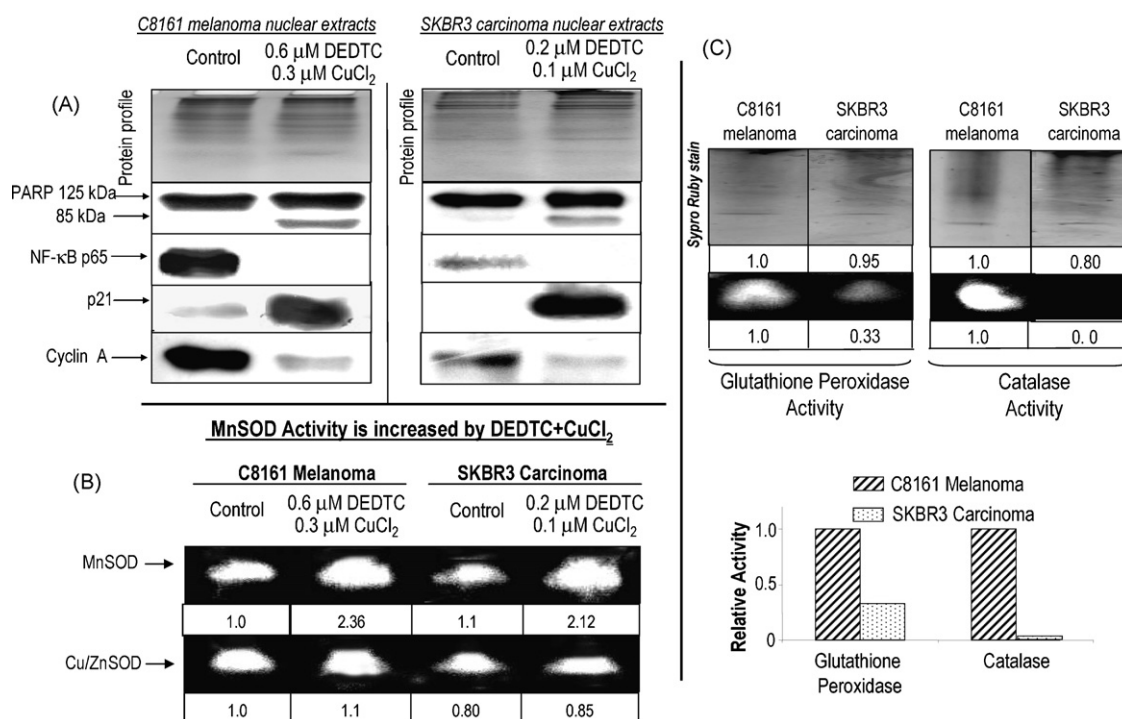 C8161 melanoma nuclear extracts
Control
0.6 μM DEDTC
0.3 μM CuCl₂
SKBR3 carcinoma nuclear extracts
Control
0.2 μM DEDTC
0.1 μM CuCl₂
(A)
Protein profile
Protein profile
PARP 125 kDa
85 kDa
NF-κB p65
p21
Cyclin A
MnSOD Activity is increased by DEDTC+CuCl₂
(B)
C8161 Melanoma
SKBR3 Carcinoma
Control
0.6 μM DEDTC
0.3 μM CuCl₂
Control
0.2 μM DEDTC
0.1 μM CuCl₂
MnSOD
1.0 2.36 1.1 2.12
Cu/ZnSOD
1.0 1.1 0.80 0.85
(C)
C8161
melanoma
SKBR3
carcinoma
C8161
melanoma
SKBR3
carcinoma
Sypro Ruby stain
1.0 0.95 1.0 0.80
1.0 0.33 1.0 0. 0
Glutathione Peroxidase
Activity
Catalase
Activity
C8161 Melanoma
SKBR3 Carcinoma
Relative Activity
1.0
0.5
0
Glutathione
Peroxidase
Catalase